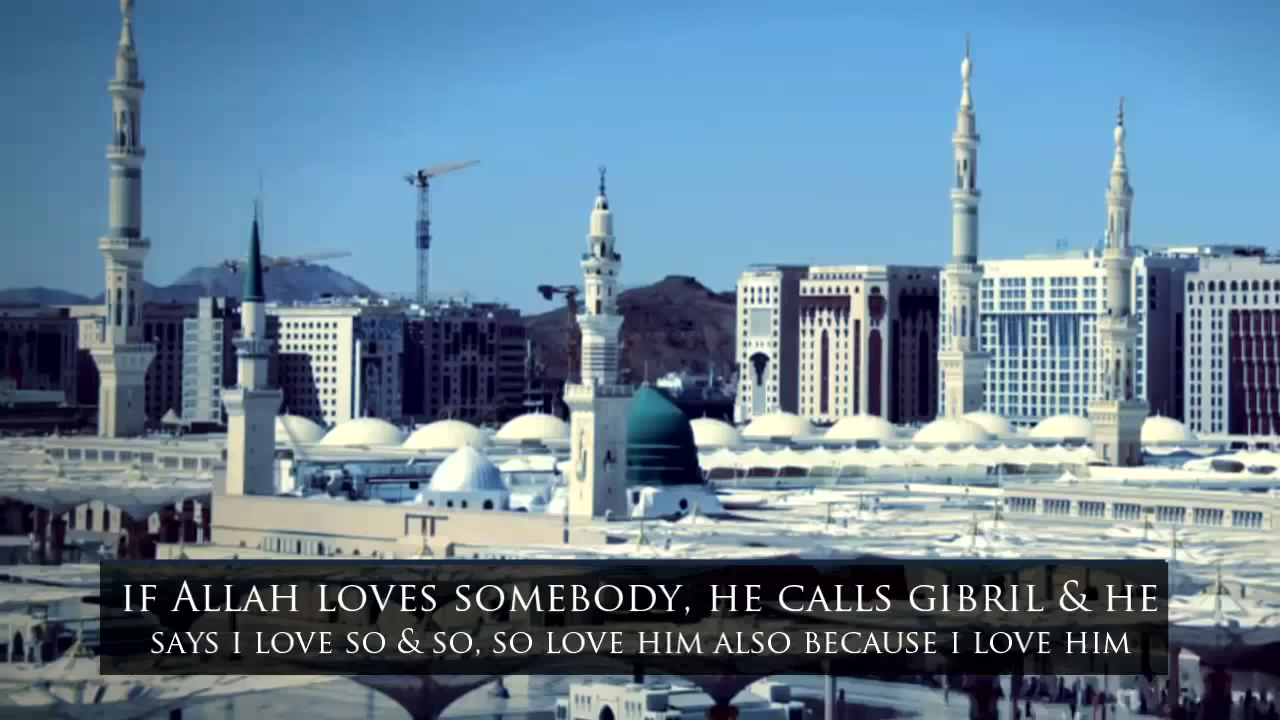 IF ALLAH LOVES SOMEBODY, HE CALLS GIBRIL & HE
SAYS I LOVE SO & SO, SO LOVE HIM ALSO BECAUSE I LOVE HIM